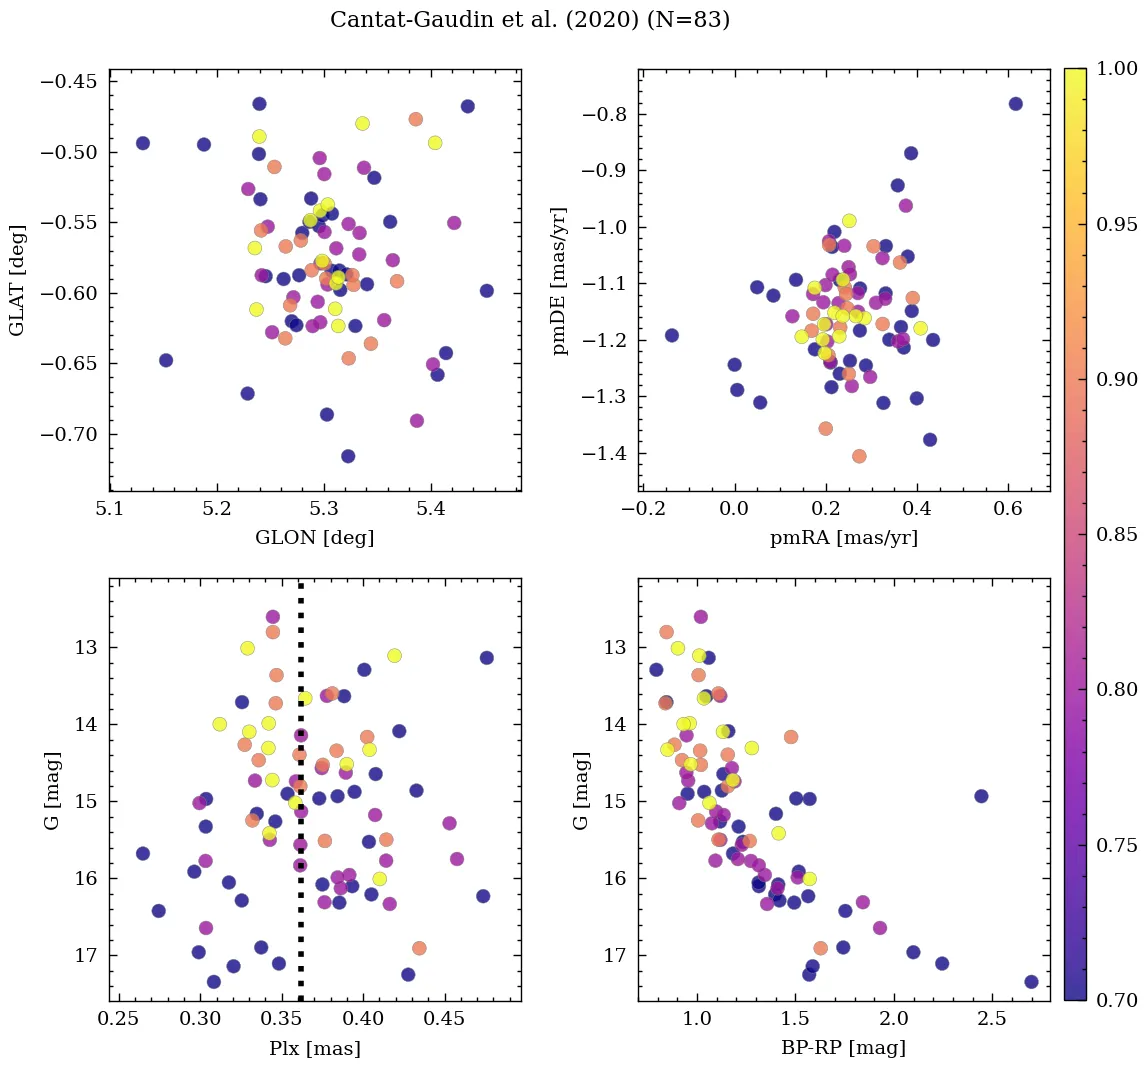 Cantat-Gaudin et al. (2020) (N=83)
−0.45
−0.50
−0.55
−0.60
−0.65
−0.70
GLAT [deg]
5.1 5.2 5.3 5.4
GLON [deg]
−0.8
−0.9
−1.0
−1.1
−1.2
−1.3
−1.4
pmDE [mas/yr]
−0.2 0.0 0.2 0.4 0.6
pmRA [mas/yr]
13
14
15
16
17
G [mag]
0.25 0.30 0.35 0.40 0.45
Plx [mas]
13
14
15
16
17
G [mag]
1.0 1.5 2.0 2.5
BP-RP [mag]
1.00
0.95
0.90
0.85
0.80
0.75
0.70